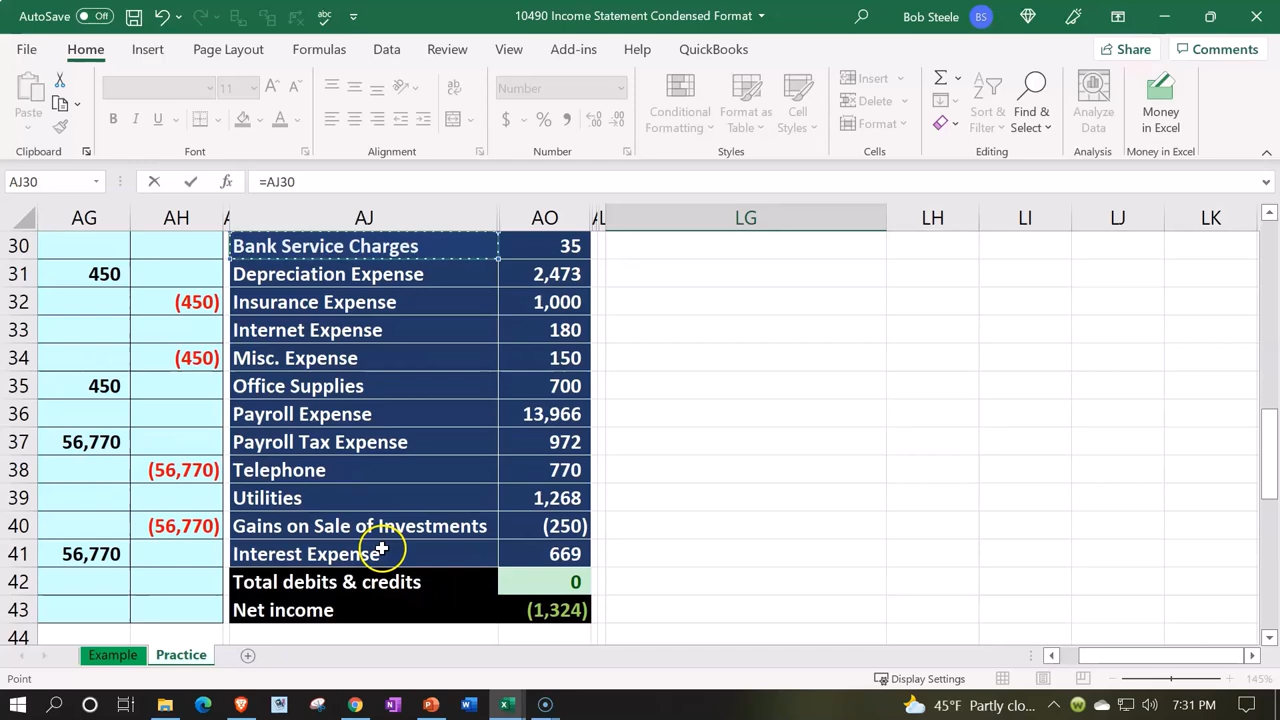 AutoSave Off 10490 Income Statement Condensed Format Bob Steele BS
File Home Insert Page Layout Formulas Data Review View Add-ins Help QuickBooks Share Comments
Paste
Clipboard
11
B I U A
Font
Alignment
Number
$ % 9
Number
Conditional Formatting
Format as Table
Cell Styles
Styles
Insert
Delete
Format
Cells
Sort & Filter
Find & Select
Editing
Analyze Data
Analysis
Money in Excel
Money in Excel
AJ30 fx =AJ30
AG AH A AJ AO AL LG LH LI LJ LK
30 Bank Service Charges 35
31 450 Depreciation Expense 2,473
32 (450) Insurance Expense 1,000
33 Internet Expense 180
34 (450) Misc. Expense 150
35 450 Office Supplies 700
36 Payroll Expense 13,966
37 56,770 Payroll Tax Expense 972
38 (56,770) Telephone 770
39 Utilities 1,268
40 (56,770) Gains on Sale of Investments (250)
41 56,770 Interest Expense 669
42 Total debits & credits 0
43 Net income (1,324)
44
Example Practice
Point Display Settings 145%
45°F Partly clo... 7:31 PM